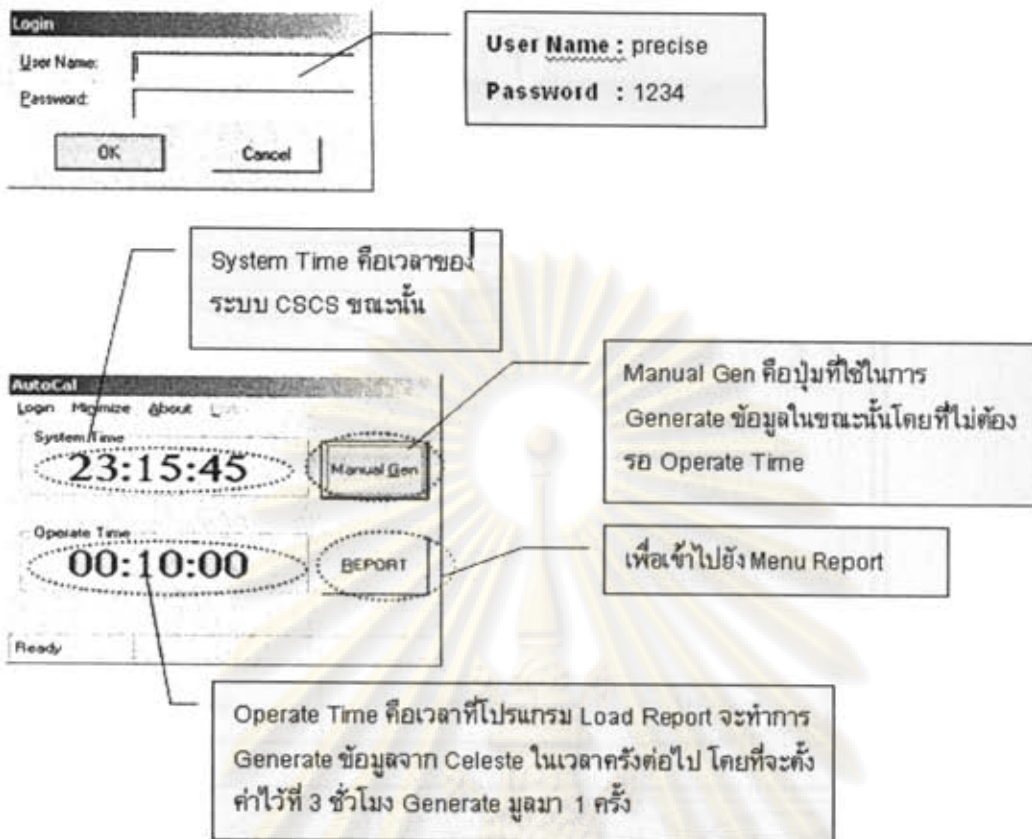 Login
User Name:
Password:
OK
Cancel
User Name : precise
Password : 1234
System Time คือเวลาของ
ระบบ CSCS ขณะนั้น
AutoCal
Login Minimize About
System Time
23:15:45
Manual Gen
Operate Time
00:10:00
REPORT
Ready
Manual Gen คือปุ่มที่ใช้ในการ
Generate ข้อมูลในขณะนั้นโดยที่ไม่ต้อง
รอ Operate Time
เพื่อเข้าไปยัง Menu Report
Operate Time คือเวลาที่โปรแกรม Load Report จะทำการ
Generate ข้อมูลจาก Celeste ในเวลาครั้งต่อไป โดยที่จะตั้ง
ค่าไว้ที่ 3 ชั่วโมง Generate มูลมา 1 ครั้ง